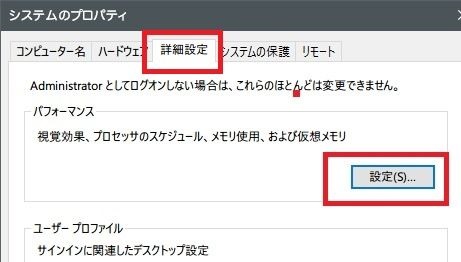 システムのプロパティ
コンピューター名 ハードウェア 詳細設定 システムの保護 リモート
Administrator としてログオンしない場合は、これらのほとんどは変更できません。
パフォーマンス
視覚効果、プロセッサのスケジュール、メモリ使用、および仮想メモリ
設定(S)...
ユーザー プロファイル
サインインに関連したデスクトップ設定